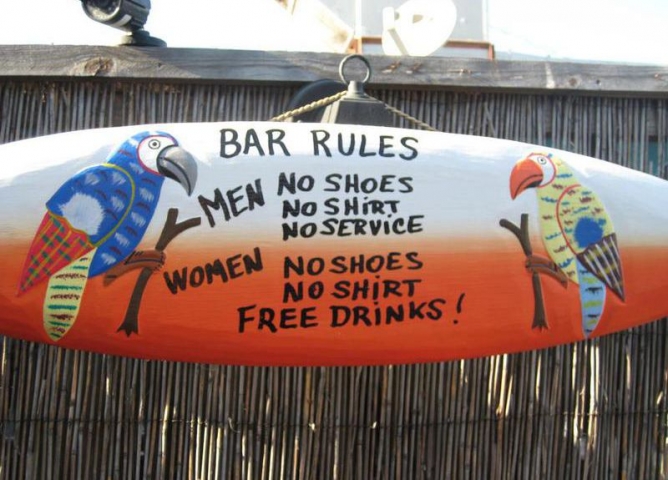 BAR RULES
MEN NO SHOES
NO SHiRT
NO SERViCE
WOMEN NO SHOES
NO SHiRT
FREE DRiNKS!